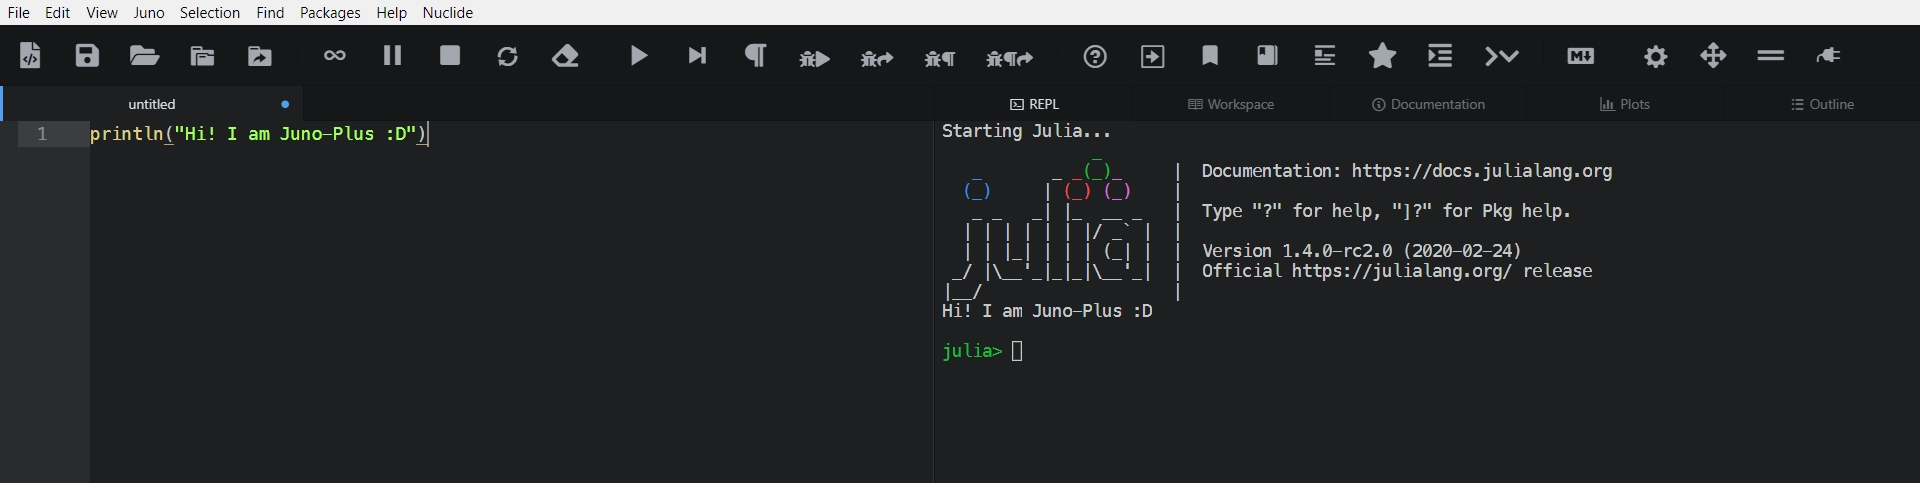 File Edit View Juno Selection Find Packages Help Nuclide
untitled
REPL Workspace Documentation Plots Outline
1 println("Hi! I am Juno-Plus :D")
Starting Julia...
Documentation: https://docs.julialang.org
Type "?" for help, "]?" for Pkg help.
Version 1.4.0-rc2.0 (2020-02-24)
Official https://julialang.org/ release
julia
Hi! I am Juno-Plus :D
julia>